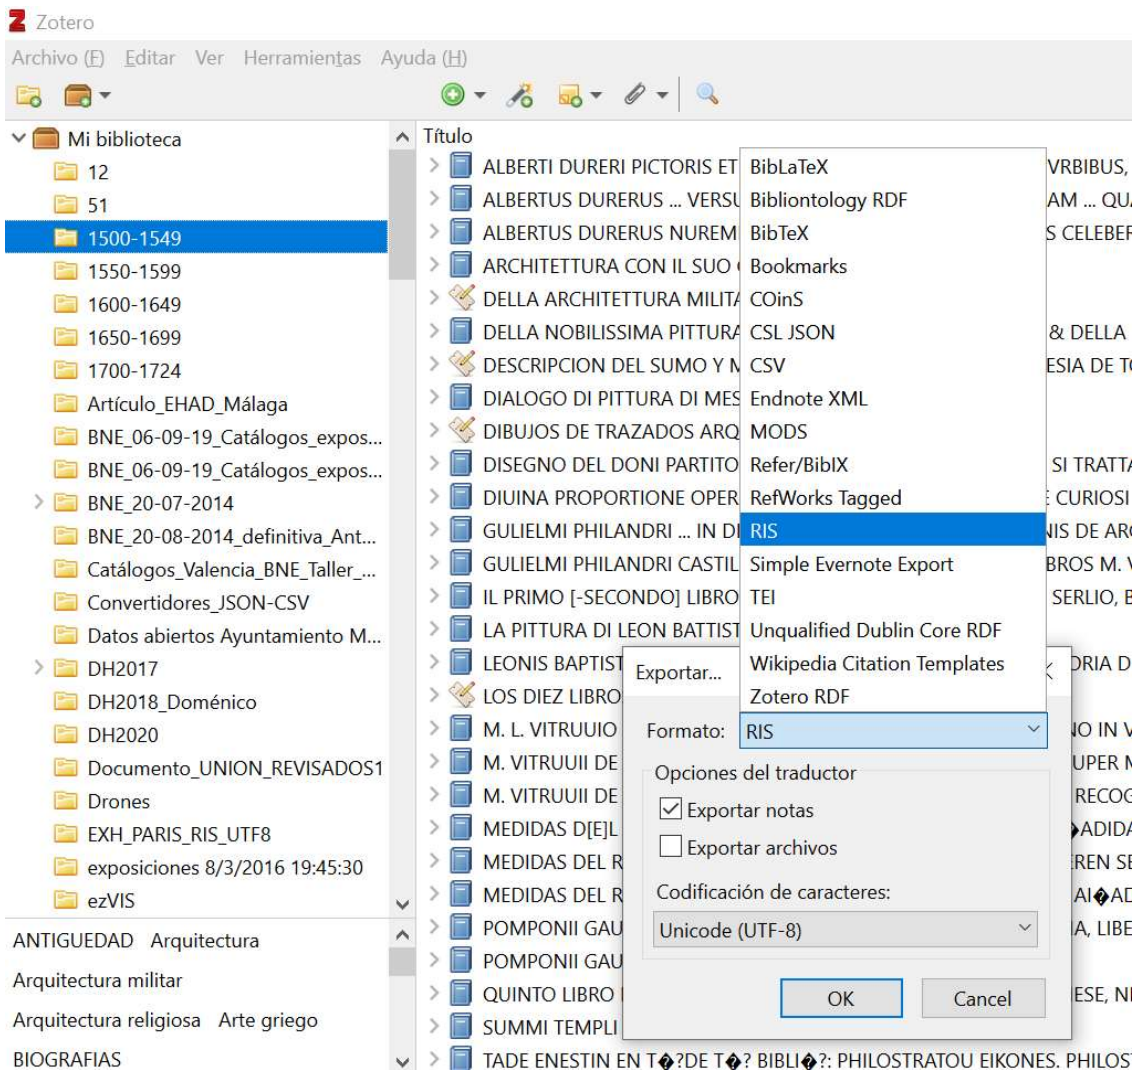 Zotero
Archivo (F) Editar Ver Herramientas Ayuda (H)
Mi biblioteca
12
51
1500-1549
1550-1599
1600-1649
1650-1699
1700-1724
Artículo_EHAD_Málaga
BNE_06-09-19_Catálogos_expos...
BNE_06-09-19_Catálogos_expos...
BNE_20-07-2014
BNE_20-08-2014_definitiva_Ant...
Catálogos_Valencia_BNE_Taller_...
Convertidores_JSON-CSV
Datos abiertos Ayuntamiento M...
DH2017
DH2018_Doménico
DH2020
Documento_UNION_REVISADOS1
Drones
EXH_PARIS_RIS_UTF8
exposiciones 8/3/2016 19:45:30
ezVIS
ANTIGUEDAD Arquitectura
Arquitectura militar
Arquitectura religiosa Arte griego
BIOGRAFIAS
Título
ALBERTI DURERI PICTORIS ET VRBIBUS,
ALBERTUS DURERUS ... VERSU AM ... QUA
ALBERTUS DURERUS NUREM S CELEBER
ARCHITETTURA CON IL SUO
DELLA ARCHITETTURA MILITA
DELLA NOBILISSIMA PITTURA & DELLA
DESCRIPCION DEL SUMO Y M ESIA DE TO
DIALOGO DI PITTURA DI MES
DIBUJOS DE TRAZADOS ARQ
DISEGNO DEL DONI PARTITO SI TRATTA
DIUINA PROPORTIONE OPER E CURIOSI
GULIELMI PHILANDRI ... IN DI NIS DE ARC
GULIELMI PHILANDRI CASTIL BROS M. V
IL PRIMO [-SECONDO] LIBRO SERLIO, B
LA PITTURA DI LEON BATTIST
LEONIS BAPTIST ORIA D
LOS DIEZ LIBRO
M. L. VITRUUIO NO IN V
M. VITRUUII DE UPER M
M. VITRUUII DE RECOG
MEDIDAS D[E]L �ADIDA
MEDIDAS DEL R EREN SE
MEDIDAS DEL R AI�AD
POMPONII GAU IA, LIBE
POMPONII GAU
QUINTO LIBRO ESE, NE
SUMMI TEMPLI
TADE ENESTIN EN T�?DE T�? BIBLI�?: PHILOSTRATOU EIKONES. PHILOST
BibLaTeX
Bibliontology RDF
BibTeX
Bookmarks
COinS
CSL JSON
CSV
Endnote XML
MODS
Refer/BibIX
RefWorks Tagged
RIS
Simple Evernote Export
TEI
Unqualified Dublin Core RDF
Wikipedia Citation Templates
Zotero RDF
Exportar...
Formato: RIS
Opciones del traductor
Exportar notas
Exportar archivos
Codificación de caracteres:
Unicode (UTF-8)
OK Cancel